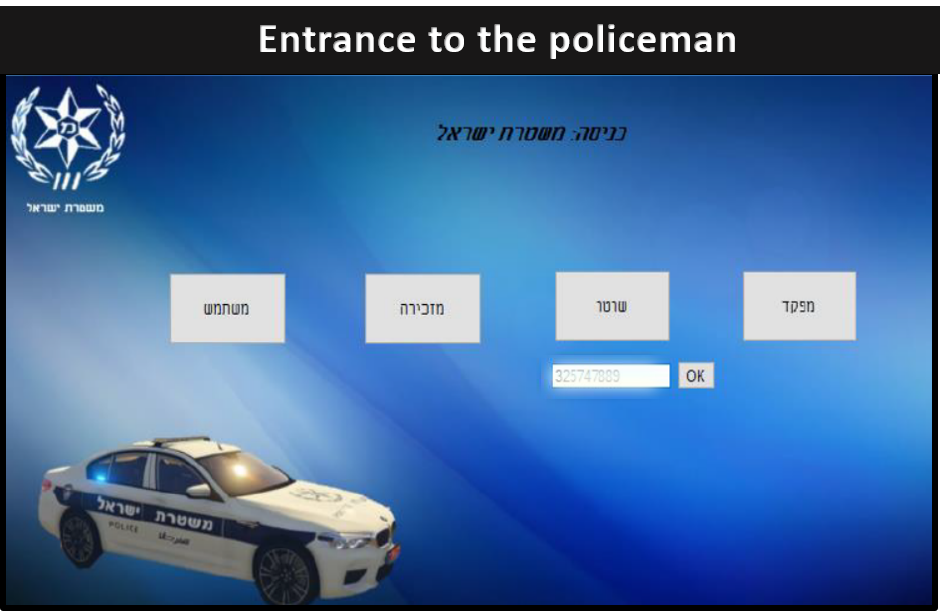 Entrance to the policeman
כניסה: משטרת ישראל
משטרת ישראל
מפקד
שוטר
מזכירה
משתמש
325747889
OK
משטרת ישראל
POLICE